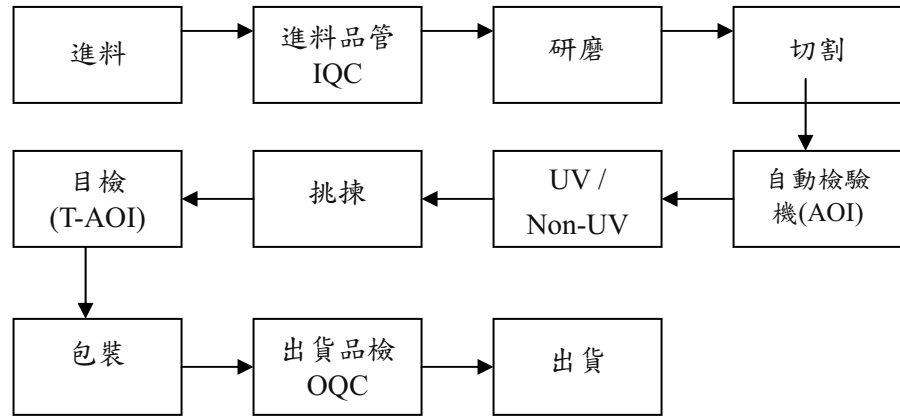 進料
進料品管
IQC
研磨
切割
目檢
(T-AOI)
挑揀
UV /
Non-UV
自動檢驗
機(AOI)
包裝
出貨品檢
OQC
出貨